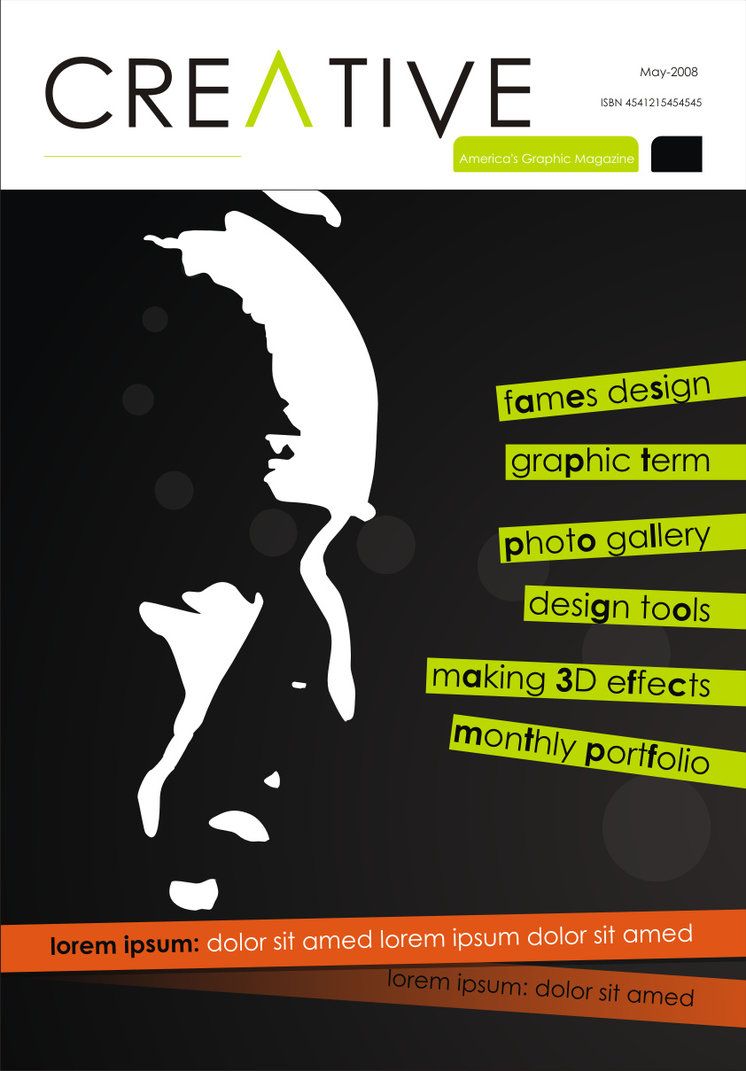 CREATIVE
May-2008
ISBN 4541215454545
America's Graphic Magazine
fames design
graphic term
photo gallery
design tools
making 3D effects
monthly portfolio
lorem ipsum: dolor sit amed lorem ipsum dolor sit amed
lorem ipsum: dolor sit amed